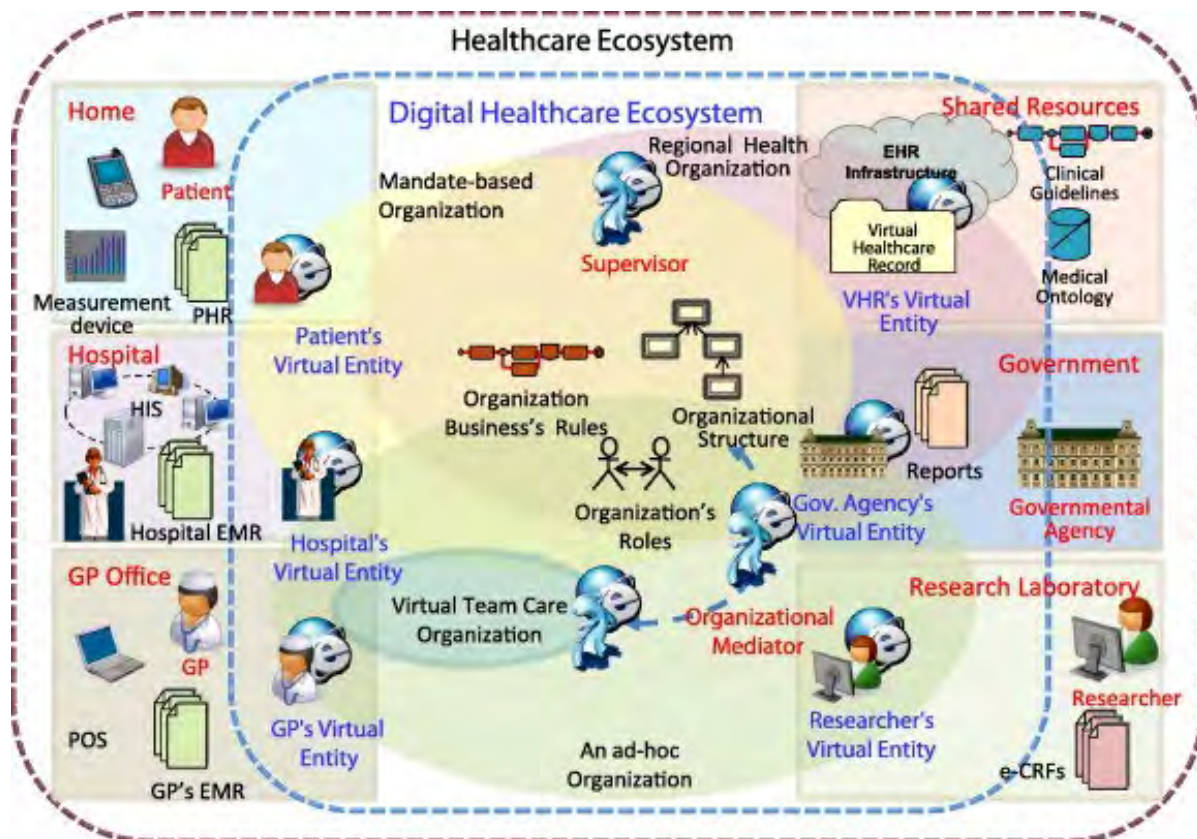 Healthcare Ecosystem
Digital Healthcare Ecosystem
Home
Patient
Measurement
device
PHR
Patient's
Virtual Entity
Mandate-based
Organization
Regional Health
Organization
Supervisor
Shared Resources
EHR
Infrastructure
Virtual
Healthcare
Record
VHR's Virtual
Entity
Clinical
Guidelines
Medical
Ontology
Hospital
HIS
Hospital EMR
Hospital's
Virtual Entity
Organization
Business's Rules
Organizational
Structure
Organization's
Roles
Government
Reports
Gov. Agency's
Virtual Entity
Governmental
Agency
GP Office
GP
POS
GP's EMR
GP's Virtual
Entity
Virtual Team Care
Organization
Organizational
Mediator
An ad-hoc
Organization
Research Laboratory
Researcher's
Virtual Entity
Researcher
e-CRFs